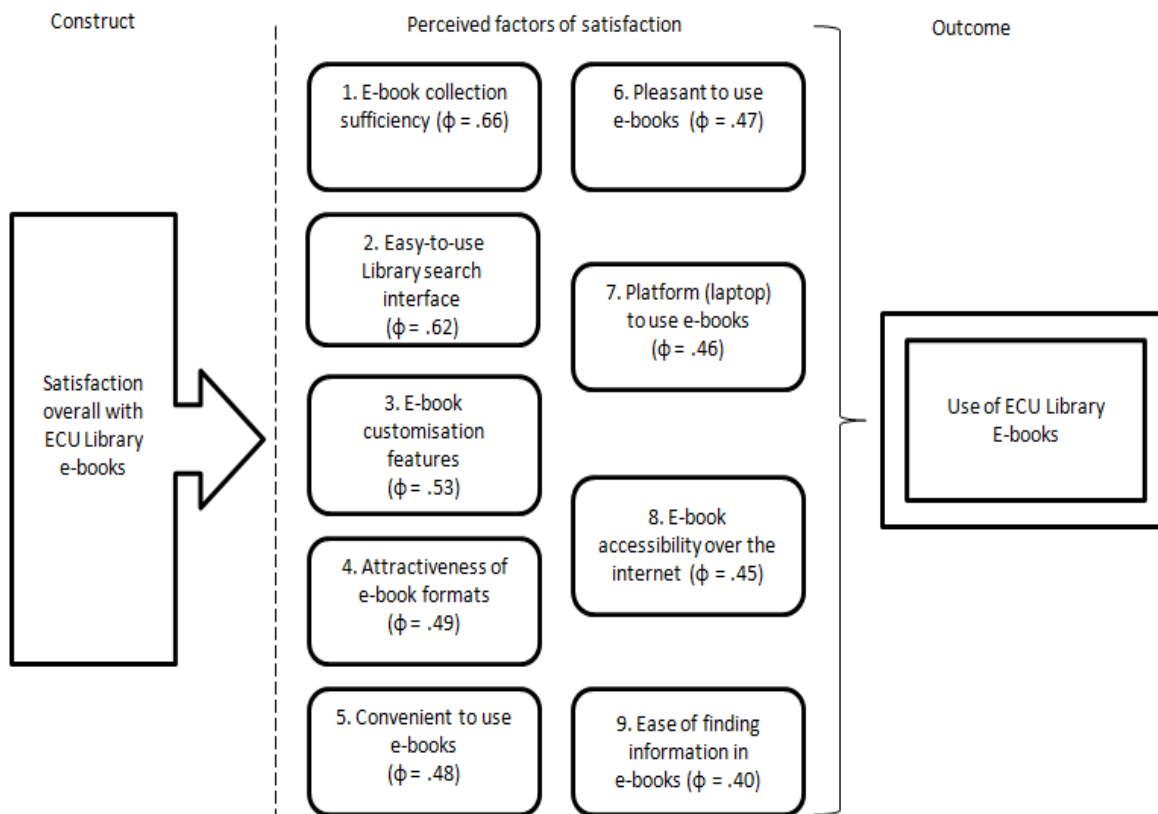 Construct
Perceived factors of satisfaction
Outcome
Satisfaction
overall with
ECU Library
e-books
1. E-book collection
sufficiency (ϕ = .66)
2. Easy-to-use
Library search
interface
(ϕ = .62)
3. E-book
customisation
features
(ϕ = .53)
4. Attractiveness of
e-book formats
(ϕ = .49)
5. Convenient to use
e-books
(ϕ = .48)
6. Pleasant to use
e-books (ϕ = .47)
7. Platform (laptop)
to use e-books
(ϕ = .46)
8. E-book
accessibility over the
internet (ϕ = .45)
9. Ease of finding
information in
e-books (ϕ = .40)
Use of ECU Library
E-books